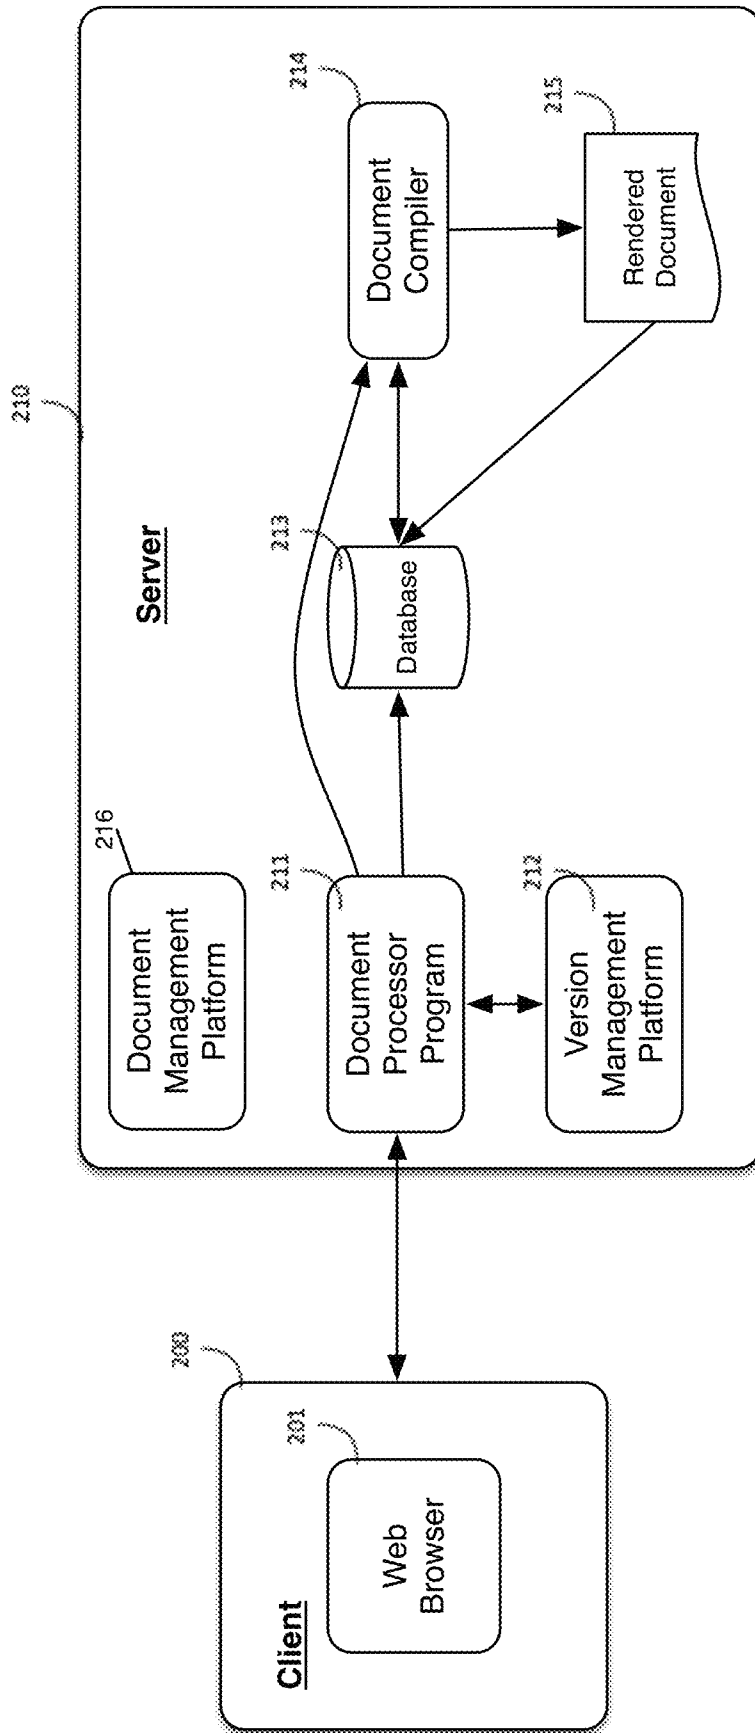 Client
200
Web
Browser
201
Server
210
Document
Management
Platform
216
Document
Processor
Program
211
Version
Management
Platform
212
Database
213
Document
Compiler
214
Rendered
Document
215